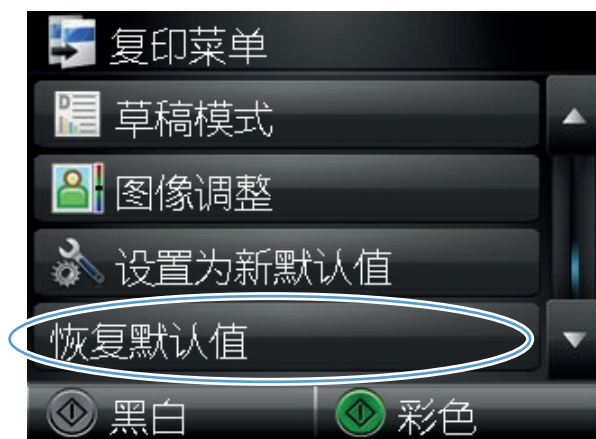 复印菜单
草稿模式
图像调整
设置为新默认值
恢复默认值
黑白 彩色